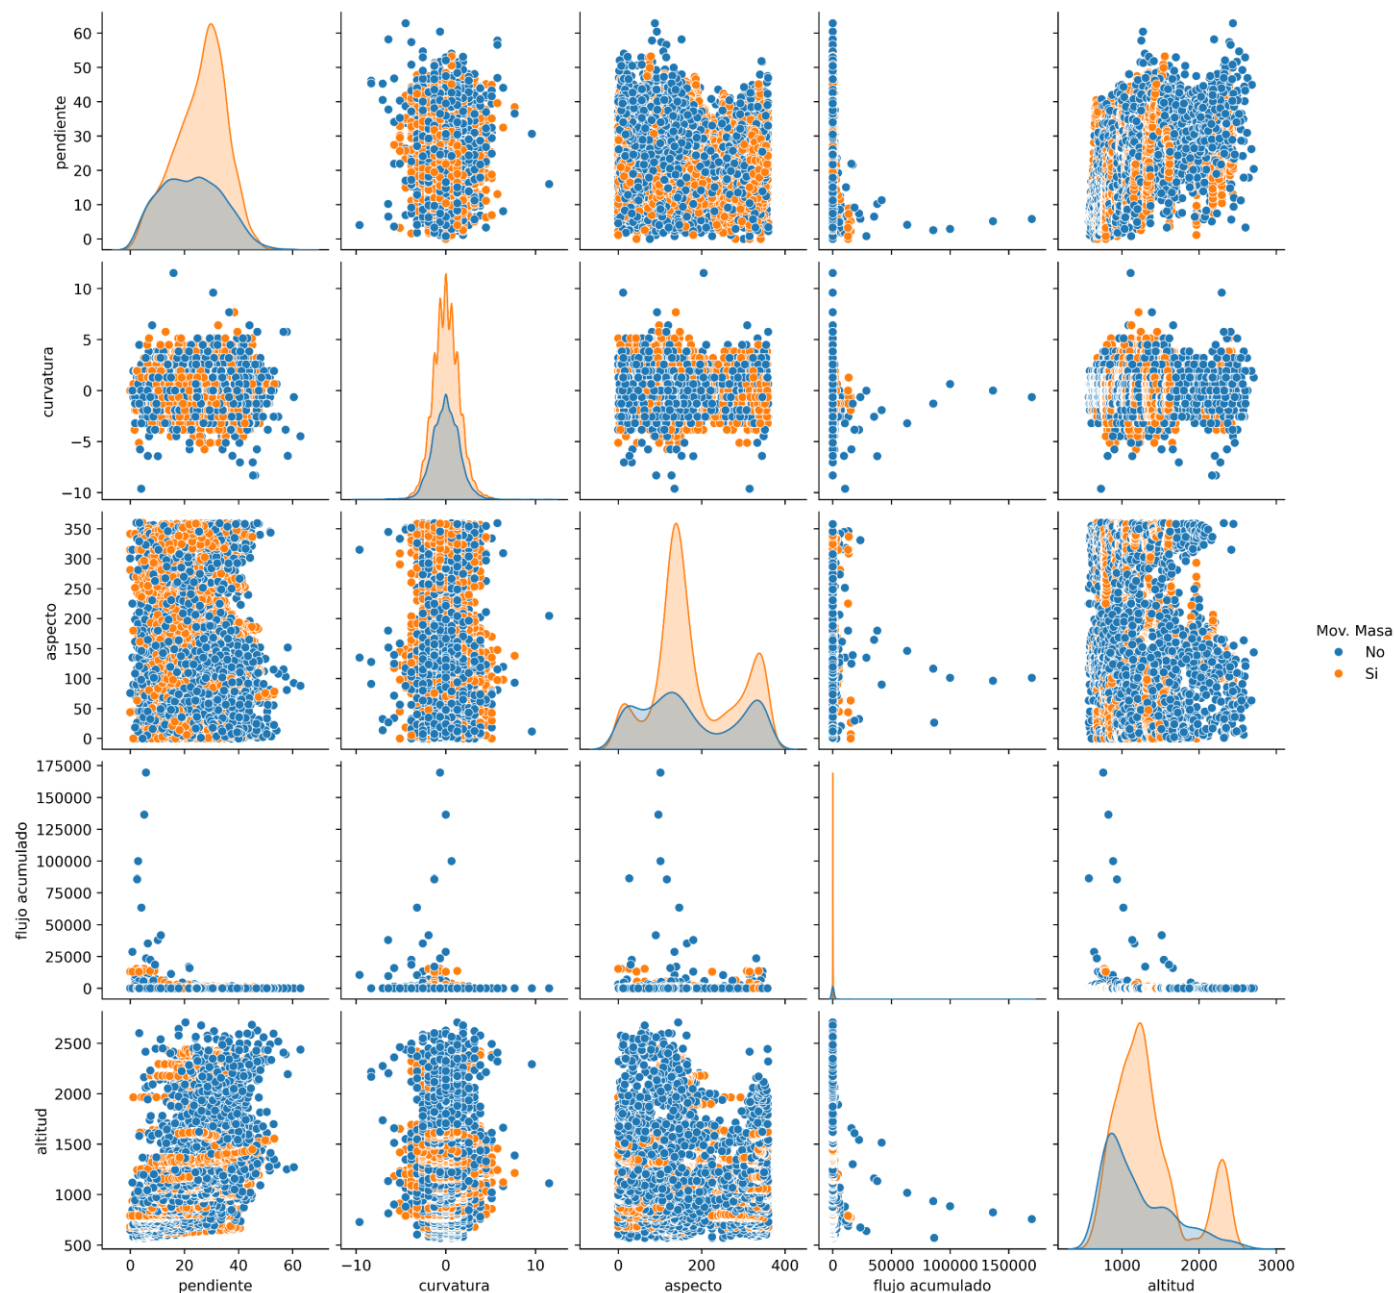 60
50
40
30
20
10
0
pendiente
10
5
0
−5
−10
curvatura
350
300
250
200
150
100
50
0
aspecto
Mov. Masa
No
Si
175000
150000
125000
100000
75000
50000
25000
0
flujo acumulado
2500
2000
1500
1000
500
altitud
0 20 40 60
−10 0 10
0 200 400
0 50000 100000 150000
1000 2000 3000
pendiente
curvatura
aspecto
flujo acumulado
altitud